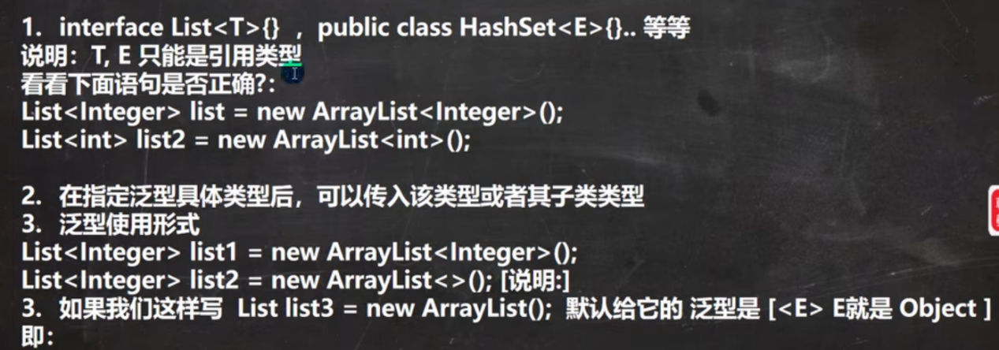 1. interface List<T>{} , public class HashSet<E>{}.. 等等
说明: T, E 只能是引用类型
看看下面语句是否正确?:
List<Integer> list = new ArrayList<Integer>();
List<int> list2 = new ArrayList<int>();
2. 在指定泛型具体类型后，可以传入该类型或者其子类类型
3. 泛型使用形式
List<Integer> list1 = new ArrayList<Integer>();
List<Integer> list2 = new ArrayList<>(); [说明:]
3. 如果我们这样写 List list3 = new ArrayList(); 默认给它的 泛型是 [<E> E就是 Object ]
即: